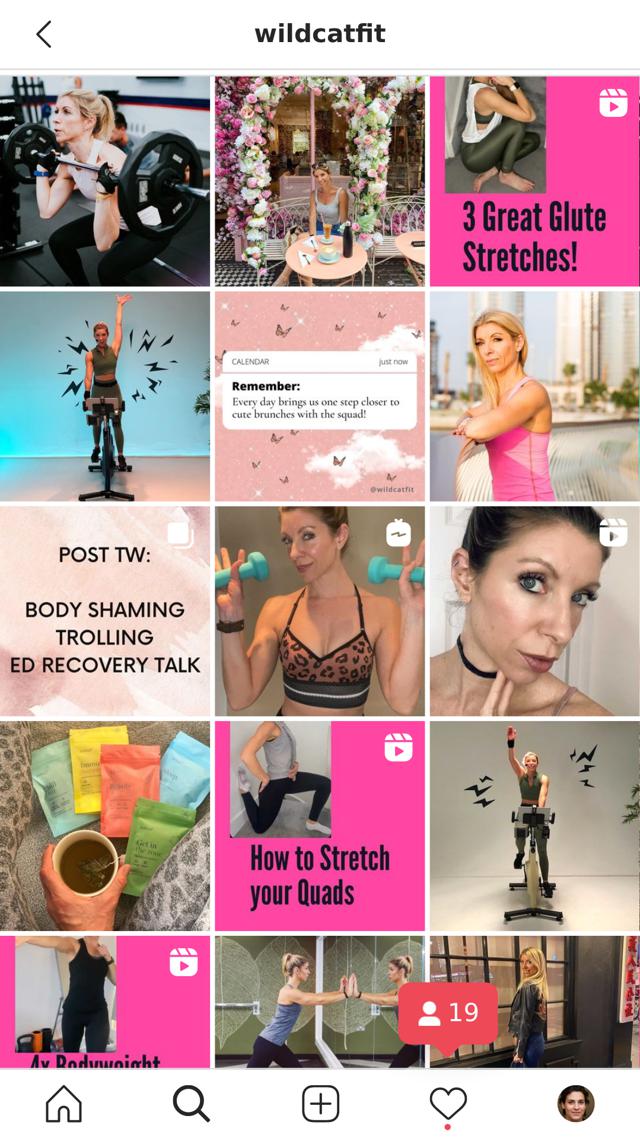 wildcatfit
3 Great Glute
Stretches!
CALENDAR just now
Remember:
Every day brings us one step closer to
cute brunches with the squad!
@wildcatfit
POST TW:
BODY SHAMING
TROLLING
ED RECOVERY TALK
Get in
the zone
How to Stretch
your Quads
4x Bodyweight
19